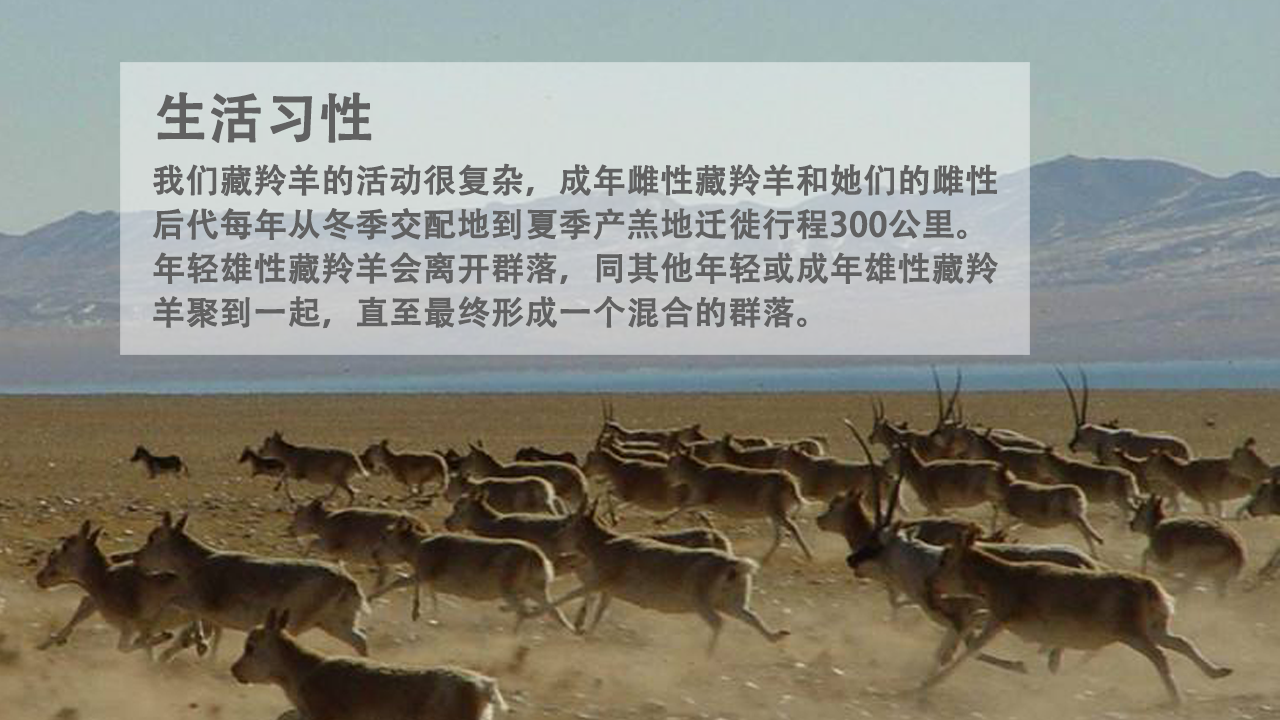 生活习性
我们藏羚羊的活动很复杂，成年雌性藏羚羊和她们的雌性
后代每年从冬季交配地到夏季产羔地迁徙行程300公里。
年轻雄性藏羚羊会离开群落，同其他年轻或成年雄性藏羚
羊聚到一起，直至最终形成一个混合的群落。